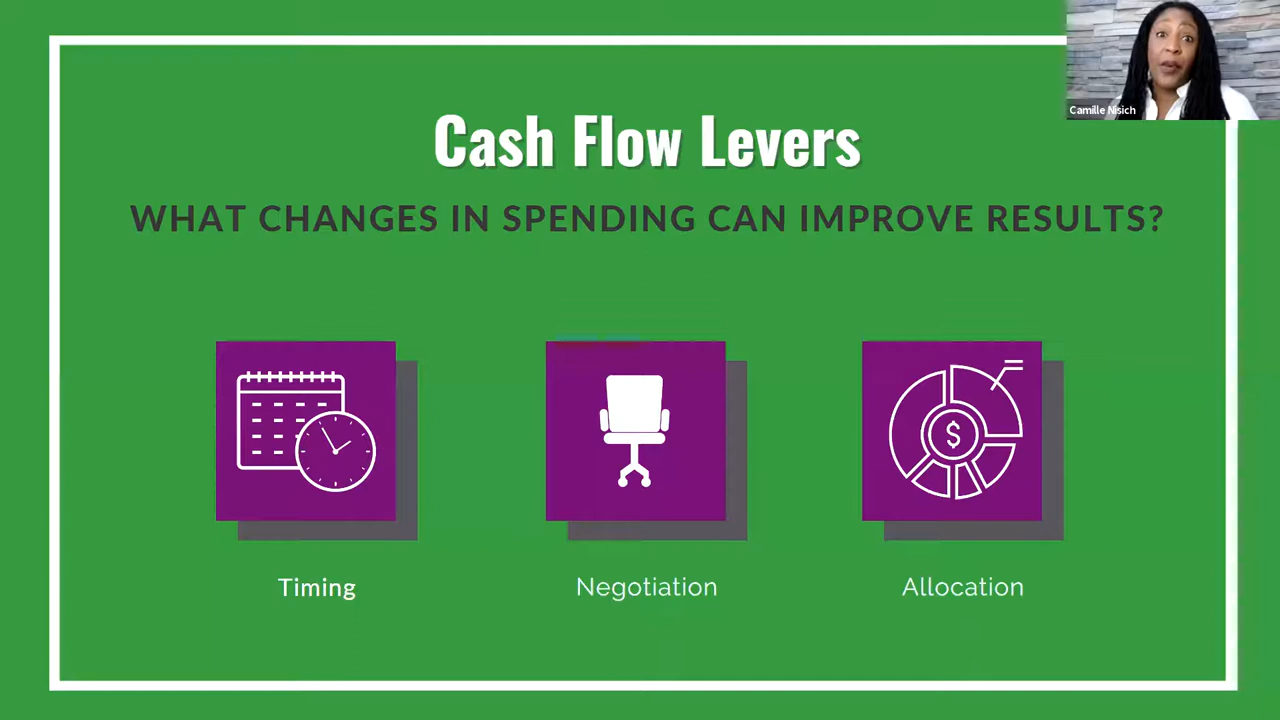 Camille Nisich
Cash Flow Levers
WHAT CHANGES IN SPENDING CAN IMPROVE RESULTS?
$
Timing
Negotiation
Allocation